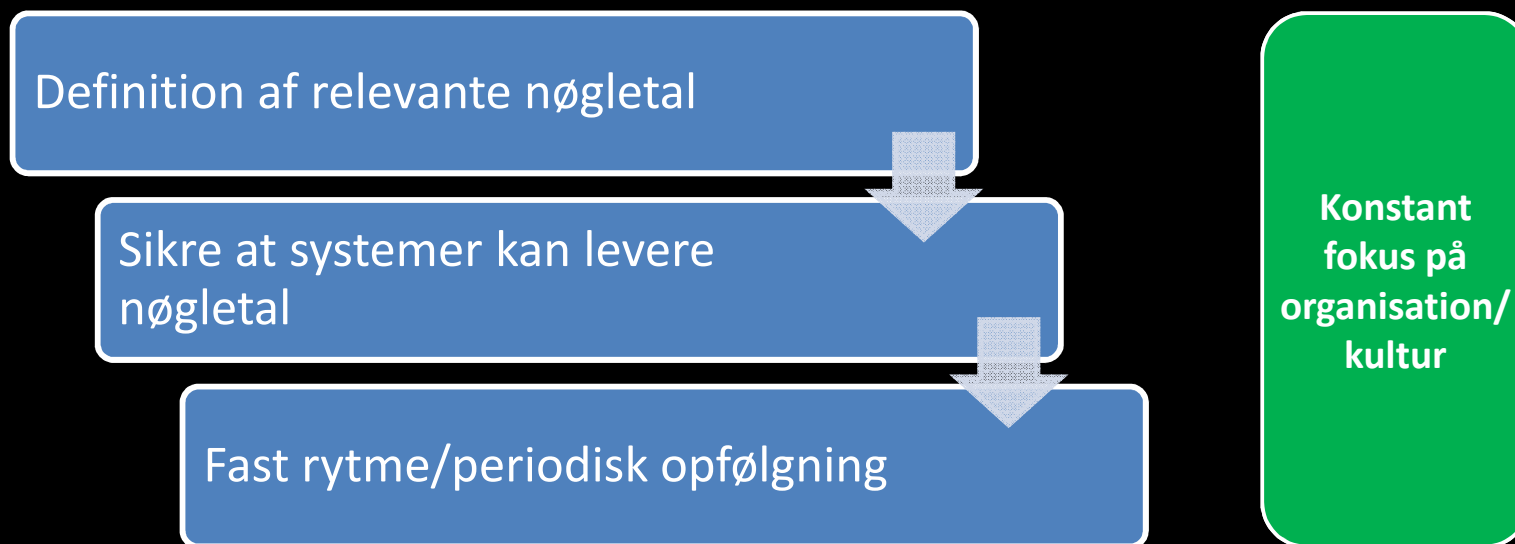 Definition af relevante nøgletal
Sikre at systemer kan levere
nøgletal
Fast rytme/periodisk opfølgning
Konstant
fokus på
organisation/
kultur